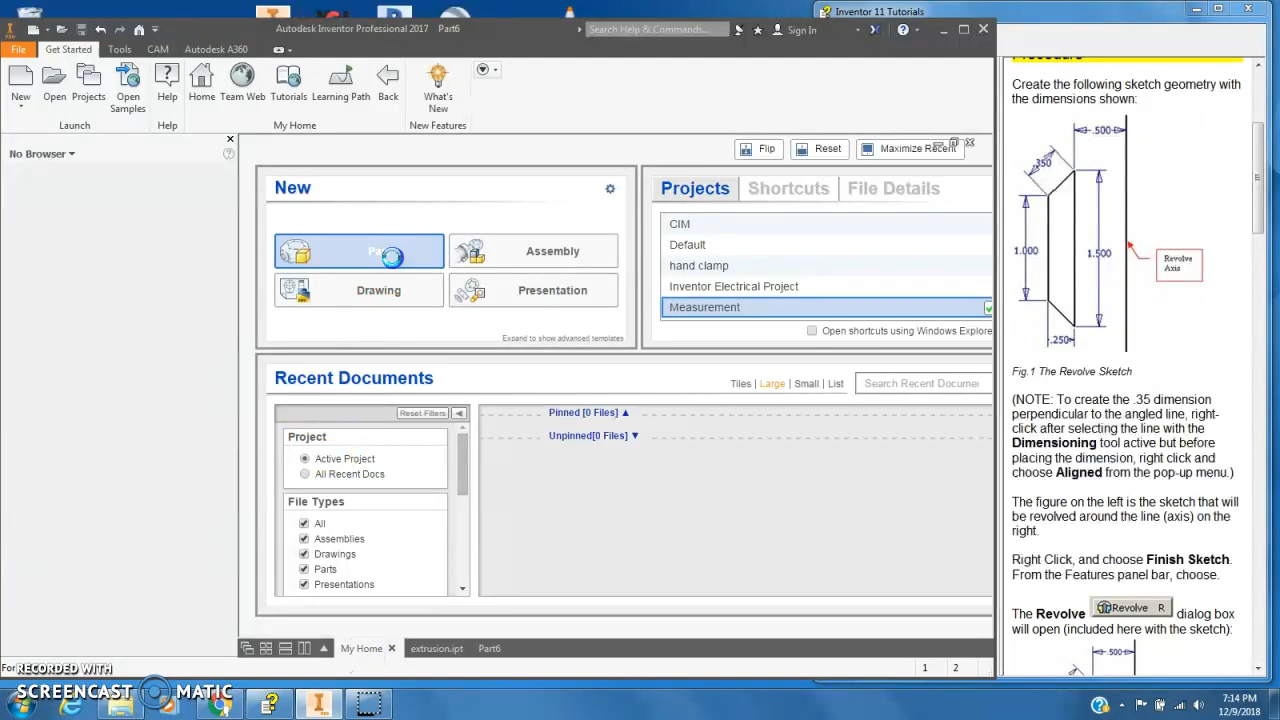 Autodesk Inventor Professional 2017 Part6
Search Help & Commands...
Sign In
Inventor 11 Tutorials
File
Get Started
Tools
CAM
Autodesk A360
New
Open
Projects
Open Samples
Help
Home
Team Web
Tutorials
Learning Path
Back
What's New
Launch
Help
My Home
New Features
No Browser
Flip
Reset
Maximize Recent
New
Assembly
Drawing
Presentation
Expand to show advanced templates
Projects
Shortcuts
File Details
CIM
Default
hand clamp
Inventor Electrical Project
Measurement
Open shortcuts using Windows Explore
Recent Documents
Tiles | Large | Small | List
Search Recent Docume
Reset Filters
Project
Active Project
All Recent Docs
File Types
All
Assemblies
Drawings
Parts
Presentations
Pinned [0 Files]
Unpinned[0 Files]
My Home
extrusion.ipt
Part6
For
1 2
RECORDED WITH
SCREENCAST MATIC
Procedure
Create the following sketch geometry with
the dimensions shown:
.500
.350
1.000
1.500
.250
Revolve
Axis
Fig.1 The Revolve Sketch
(NOTE: To create the .35 dimension
perpendicular to the angled line, right-
click after selecting the line with the
Dimensioning tool active but before
placing the dimension, right click and
choose Aligned from the pop-up menu.)
The figure on the left is the sketch that will
be revolved around the line (axis) on the
right.
Right Click, and choose Finish Sketch.
From the Features panel bar, choose.
The Revolve Revolve R dialog box
will open (included here with the sketch):
.500
7:14 PM
12/9/2018